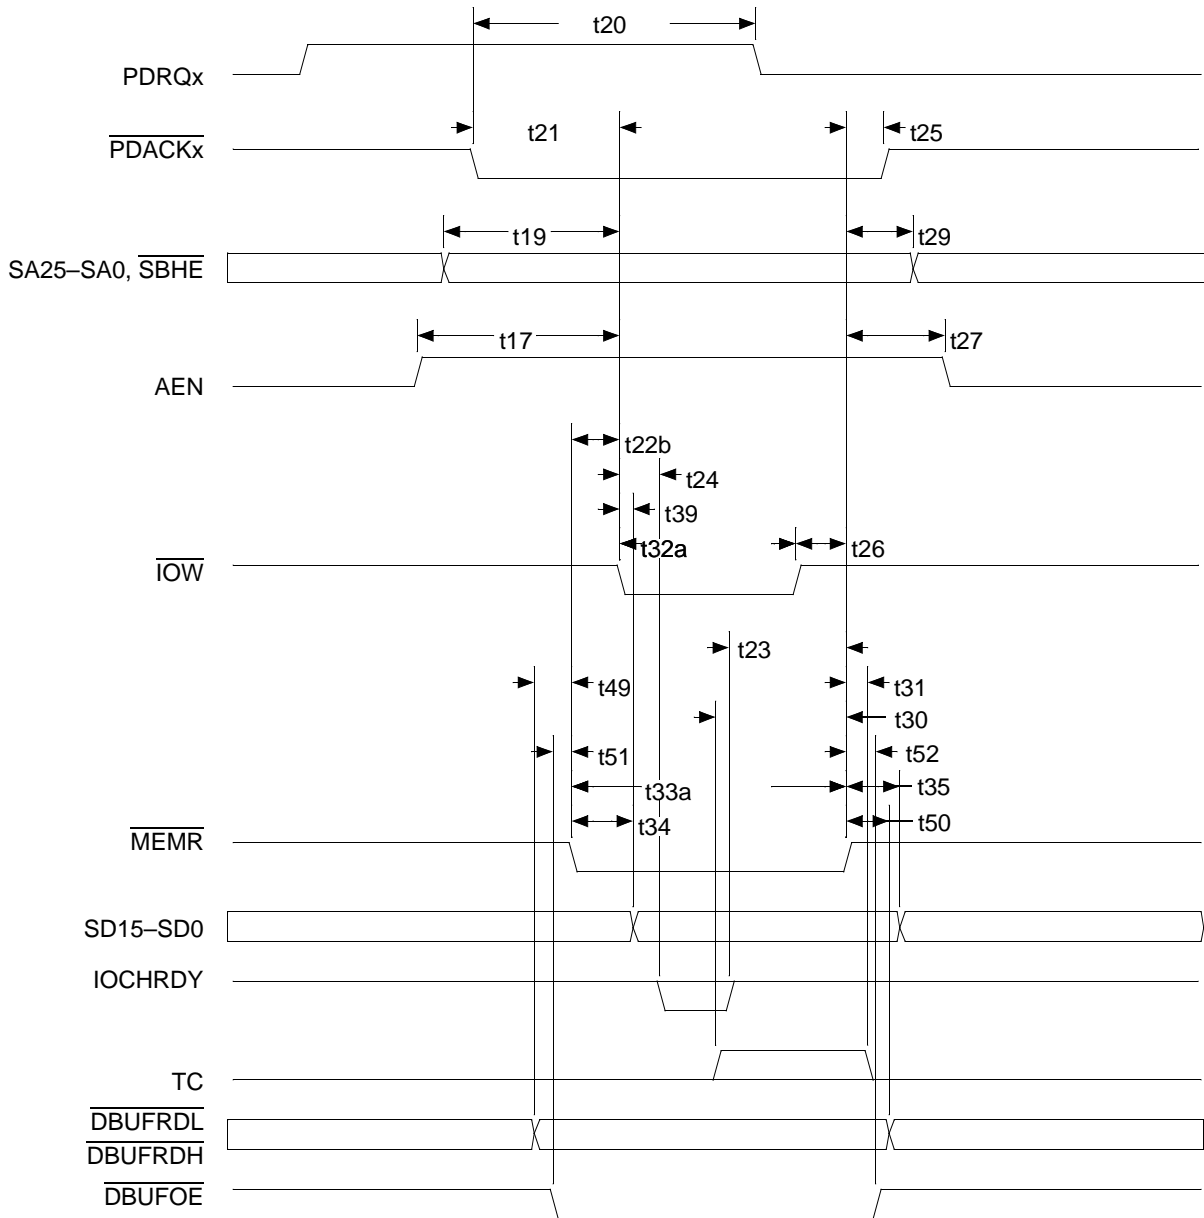 t20
PDRQx
t21
t25
PDACKx
t19
t29
SA25–SA0, SBHE
t17
t27
AEN
t22b
t24
t39
t32a
t26
IOW
t23
t49
t31
t30
t51
t52
t33a
t35
t34
t50
MEMR
SD15–SD0
IOCHRDY
TC
DBUFRDL
DBUFRDH
DBUFOE